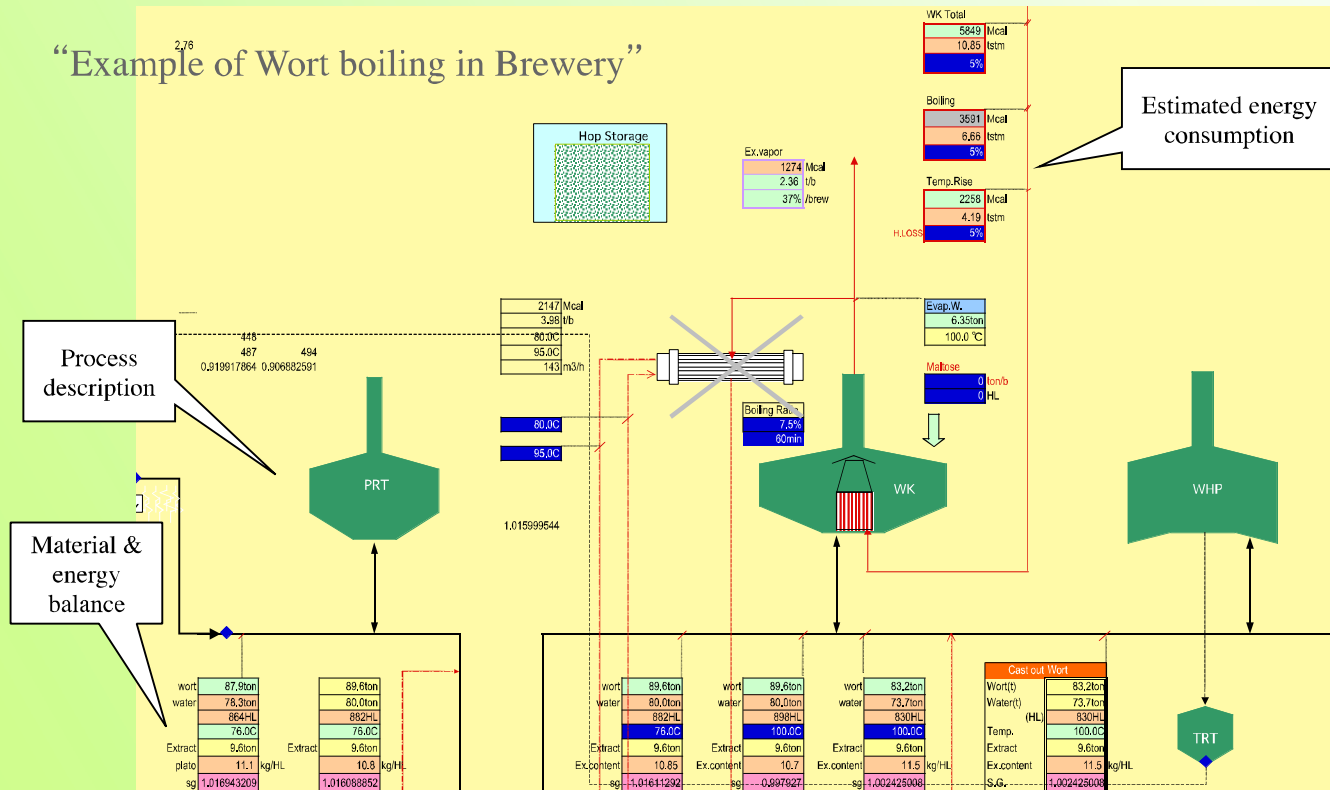 2.76
“Example of Wort boiling in Brewery”
WK Total
5849 Mcal
10.85 tstm
5%
Boiling
3591 Mcal
6.66 tstm
5%
Temp.Rise
2258 Mcal
4.19 tstm
H.LOSS 5%
Estimated energy
consumption
Hop Storage
Ex.vapor
1274 Mcal
2.36 t/b
37% /brew
2147 Mcal
3.98 t/b
80.0C
95.0C
143 m3/h
448
487 494
0.919917864 0.906882591
Process
description
Evap.W.
6.35ton
100.0 °C
Maltose
0 ton/b
0 HL
Boiling Rate
7.5%
60min
80.0C
95.0C
PRT
WK
WHP
1.015999544
Material &
energy
balance
wort 87.9ton
water 78.3ton
864HL
76.0C
Extract 9.6ton
plato 11.1 kg/HL
sg 1.016943209
89.6ton
80.0ton
882HL
76.0C
Extract 9.6ton
10.8 kg/HL
1.016088852
wort 89.6ton
water 80.0ton
882HL
76.0C
Extract 9.6ton
Ex.content 10.85
sg 1.01611292
wort 89.6ton
water 80.0ton
898HL
100.0C
Extract 9.6ton
Ex.content 10.7
sg 0.997927
wort 83.2ton
water 73.7ton
830HL
100.0C
Extract 9.6ton
Ex.content 11.5 kg/HL
sg 1.002425008
Cast out Wort
Wort(t) 83.2ton
Water(t) 73.7ton
(HL) 830HL
Temp. 100.0C
Extract 9.6ton
Ex.content 11.5 kg/HL
S.G. 1.002425008
TRT